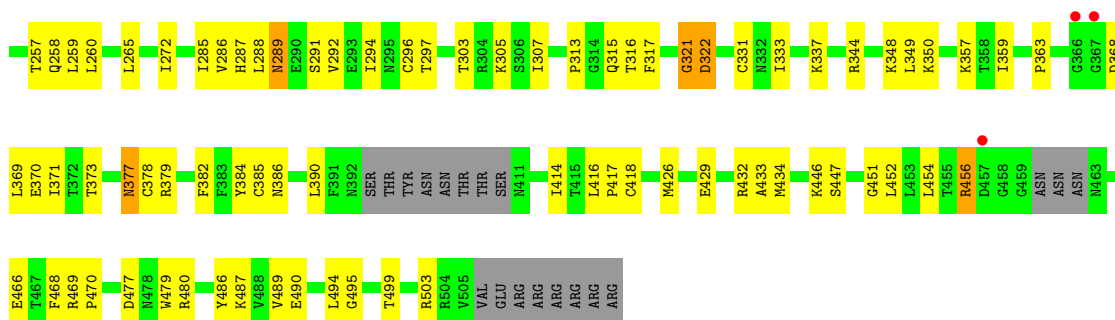 T257 Q258 L259 L260 L265 I272 I285 V286 H287 L288 N289 E290 S291 V292 E293 I294 N295 C296 T297 T303 R304 K305 S306 I307 P313 G314 Q315 T316 F317 G321 D322 C331 N332 I333 K337 R344 K348 L349 K350 K357 T358 I359 P363 G366 G367 D368
L369 E370 I371 T372 T373 N377 C378 R379 F382 F383 Y384 C385 N386 L390 F391 N392 SER THR TYR ASN ASN THR THR SER N411 I414 T415 L416 P417 C418 M426 E429 R432 A433 M434 K446 S447 G451 L452 A453 L454 T455 R456 D457 G458 G459 ASN ASN ASN N463
E466 T467 F468 R469 P470 D477 N478 W479 R480 Y486 K487 V488 V489 E490 L494 G495 T499 R503 R504 V505 VAL GLU ARG ARG ARG ARG ARG ARG